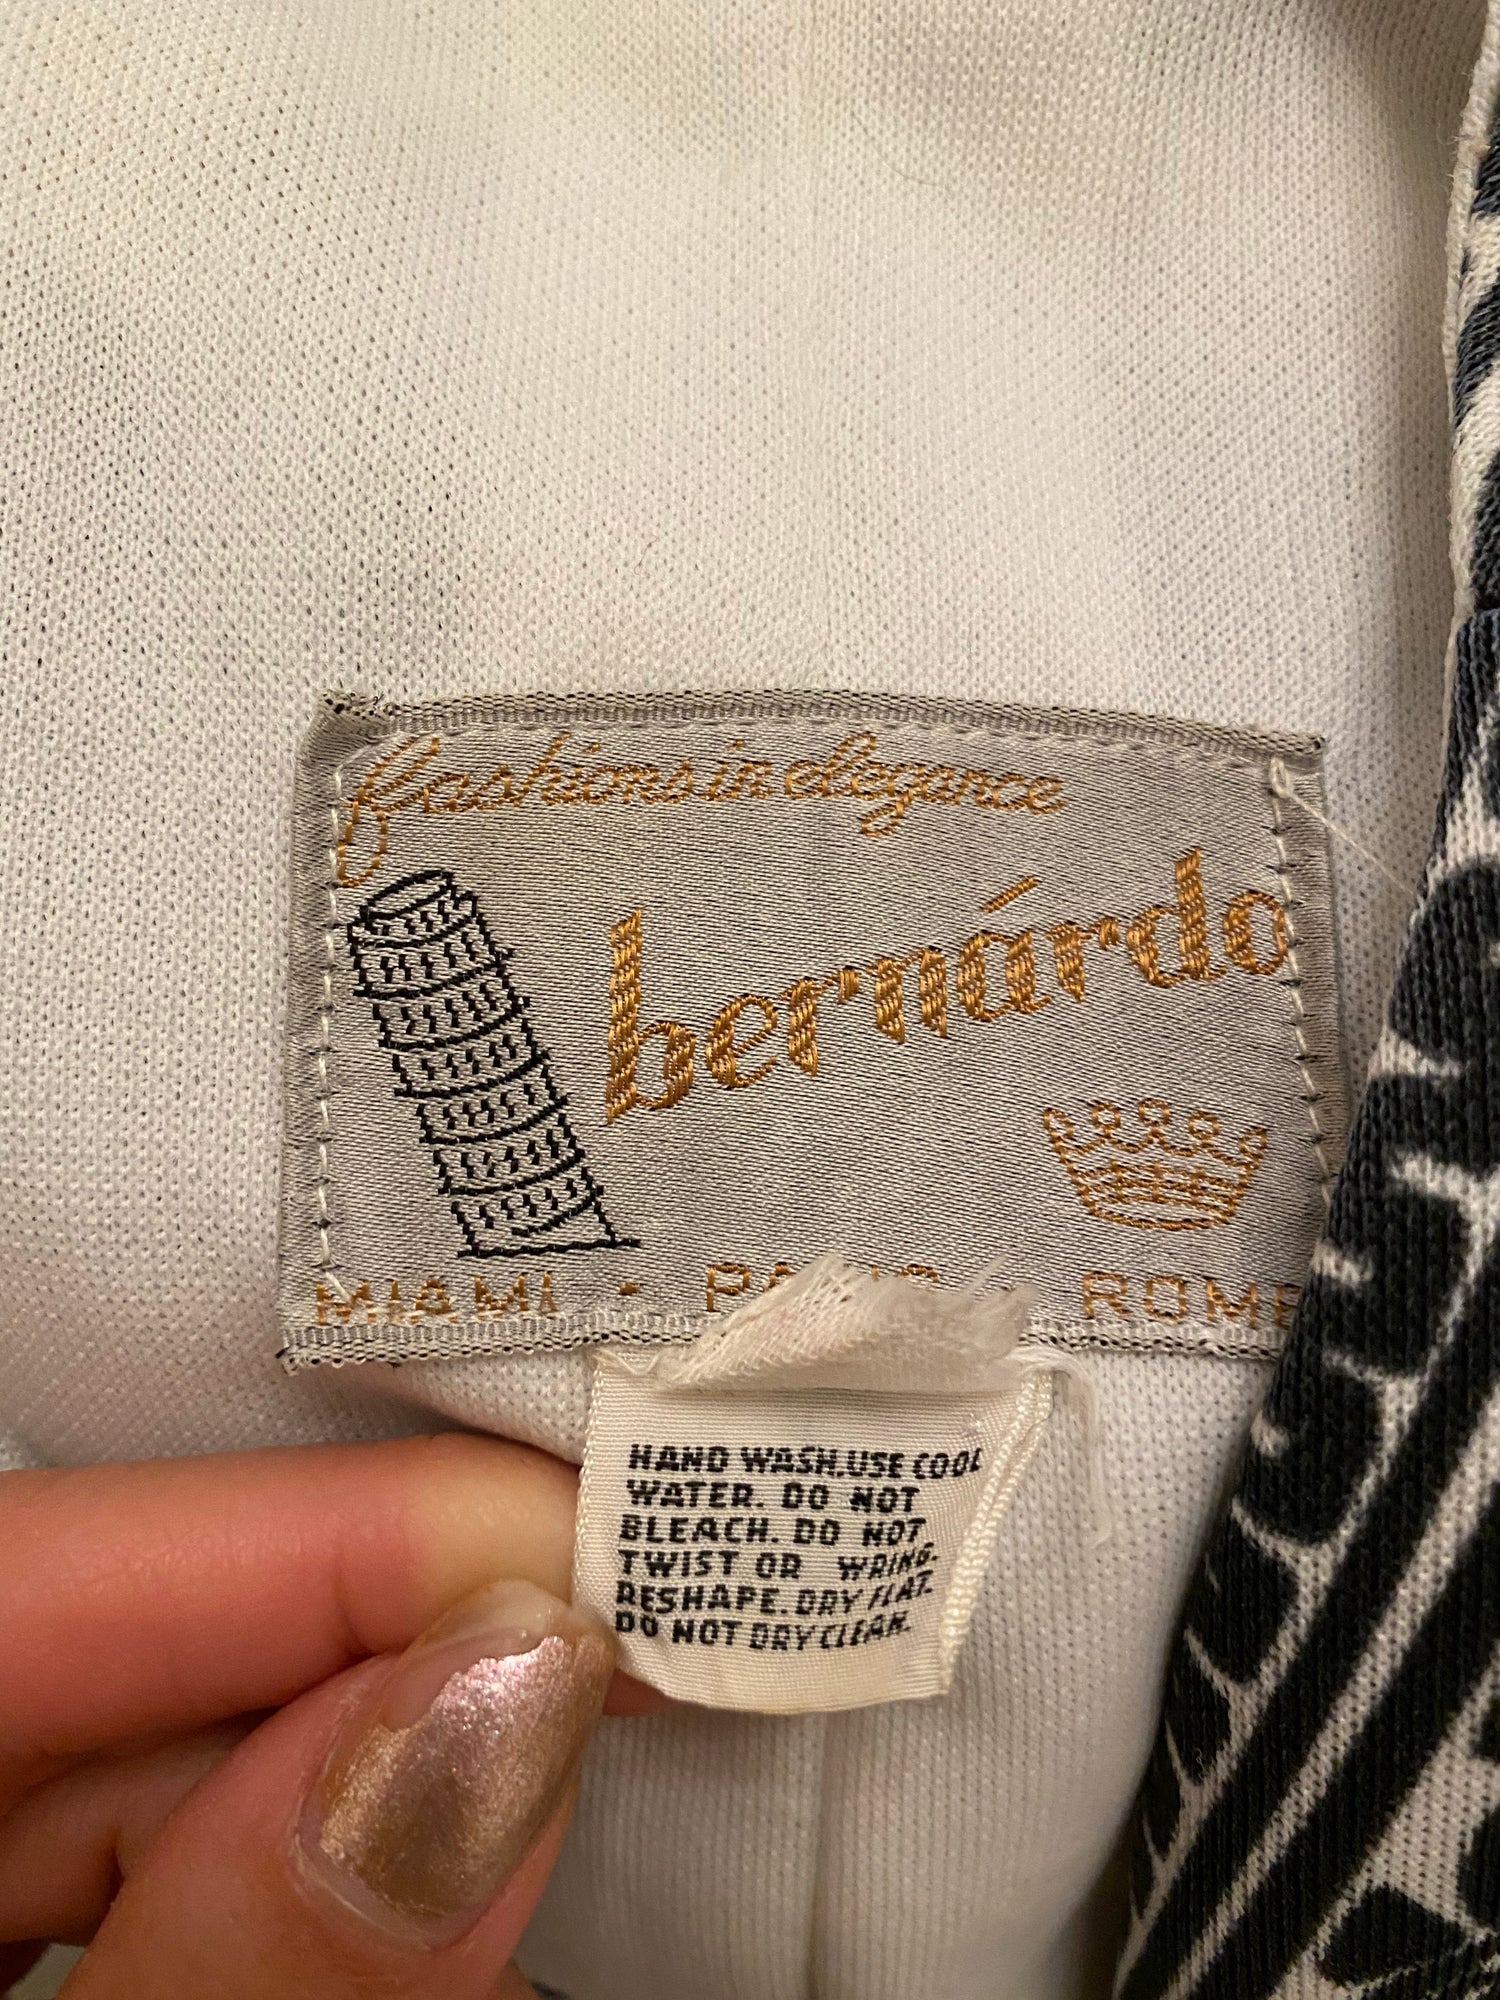 fashions in elegance
bernárdo
MIAMI · PARIS · ROME
HAND WASH.USE COOL
WATER. DO NOT
BLEACH. DO NOT
TWIST OR WRING.
RESHAPE. DRY FLAT.
DO NOT DRY CLEAN.